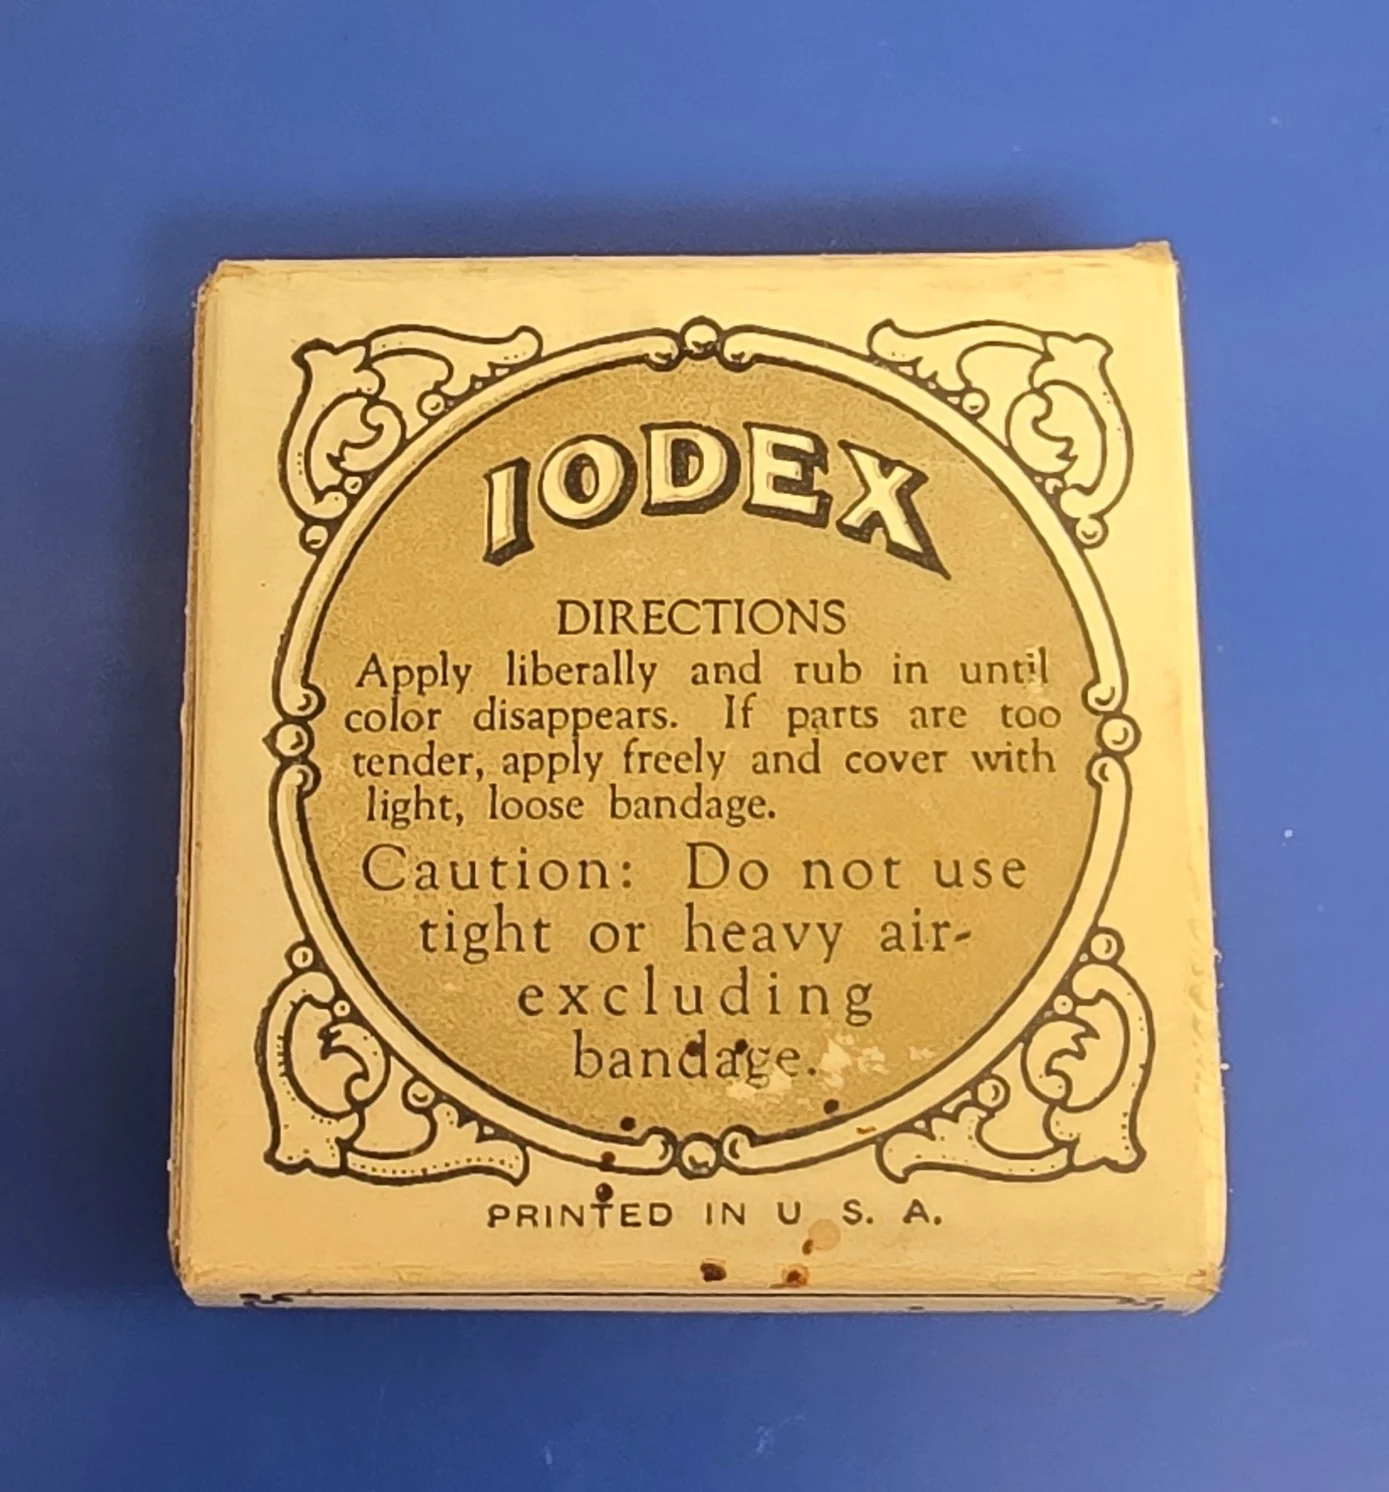 IODEX
DIRECTIONS
Apply liberally and rub in until
color disappears. If parts are too
tender, apply freely and cover with
light, loose bandage.
Caution: Do not use
tight or heavy air-
excluding
bandage.
PRINTED IN U S. A.